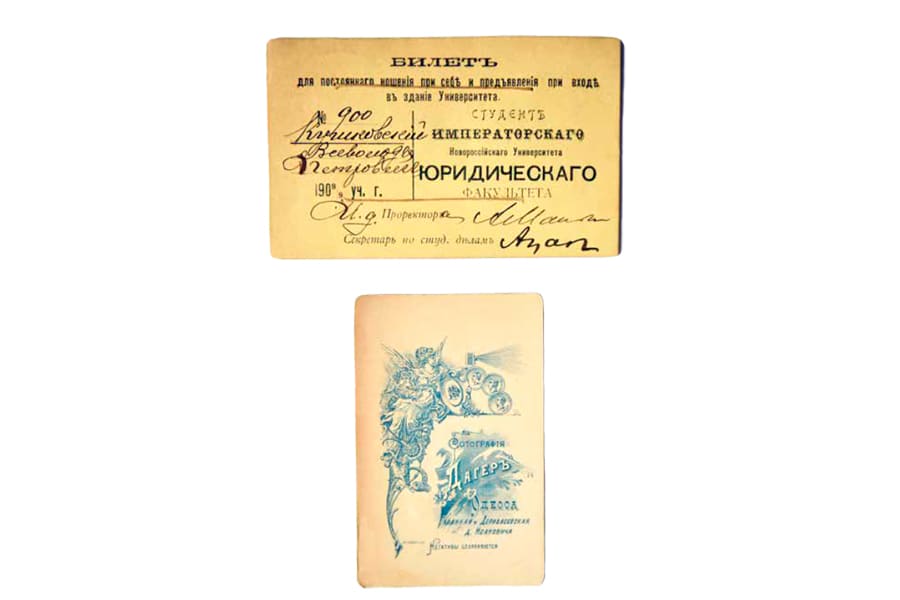 БИЛЕТЪ
для постояннаго ношенія при себѣ и предъявленія при входѣ
въ зданіе Университета.
№ 900
Всеволодъ
Петровичъ
190 уч. г.
СТУДЕНТЪ
ИМПЕРАТОРСКАГО
Новороссійскаго Университета
ЮРИДИЧЕСКАГО
ФАКУЛЬТЕТА
И. д. Проректора
Секретарь по студ. дѣламъ
Фотографія
Дагеръ
Одесса
и Дерибасовская
д.
Негативы сохраняются